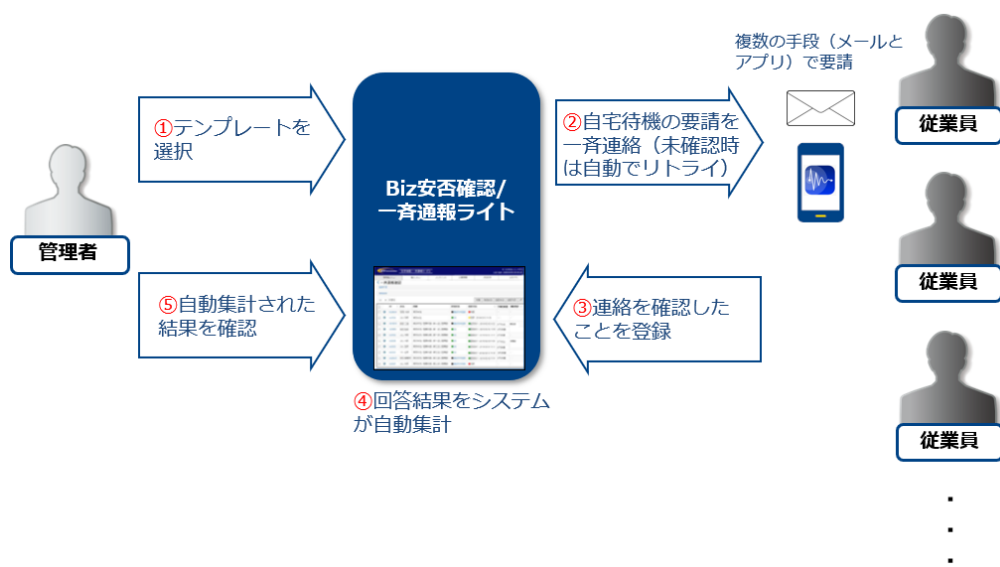 複数の手段（メールと
アプリ）で要請
①テンプレートを
選択
②自宅待機の要請を
一斉連絡（未確認時
は自動でリトライ）
従業員
Biz安否確認/
一斉通報ライト
管理者
従業員
⑤自動集計された
結果を確認
③連絡を確認した
ことを登録
④回答結果をシステム
が自動集計
従業員